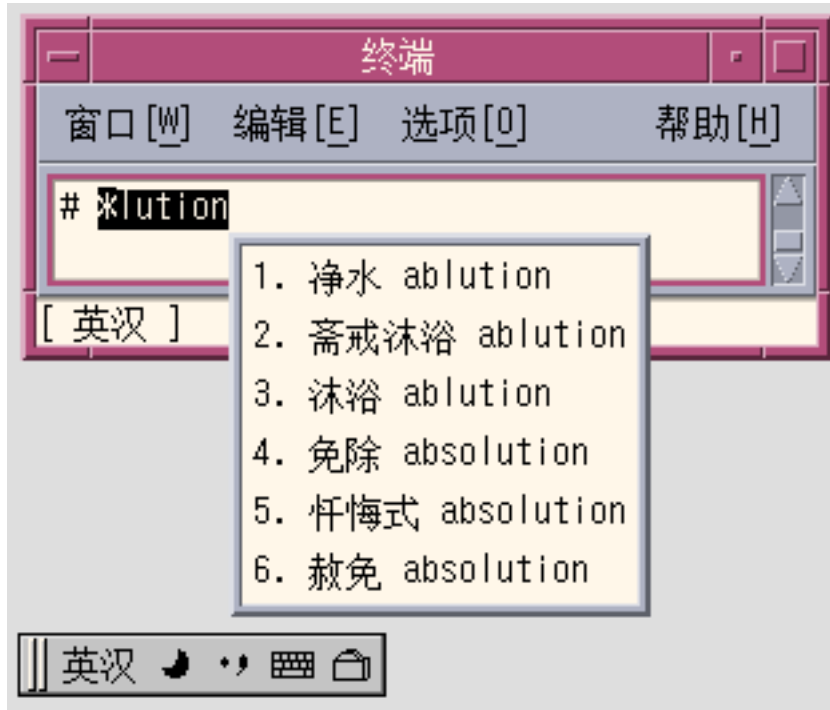 终端
窗口[W] 编辑[E] 选项[O] 帮助[H]
# *lution
1. 净水 ablution
2. 斋戒沐浴 ablution
3. 沐浴 ablution
4. 免除 absolution
5. 忏悔式 absolution
6. 赦免 absolution
[ 英汉 ]
英汉